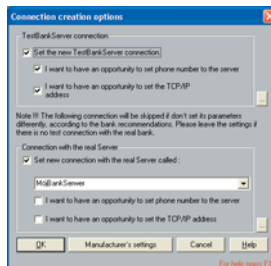 Connection creation options
TestBankServer connection
Set the new TestBankServer connection.
I want to have an opportunity to set phone number to the server
I want to have an opportunity to set the TCP/IP
address
...
Note !!! The following connection will be skipped if don't set its parameters
differently, according to the bank recommendations. Please leave the settings if
there is no test connection with the real bank.
Connection with the real Server
Set new connection with the real Server called :
MójBankSerwer
I want to have an opportunity to set phone number to the server
I want to have an opportunity to set the TCP/IP address
...
OK
Manufacturer's settings
Cancel
Help
For help press F1